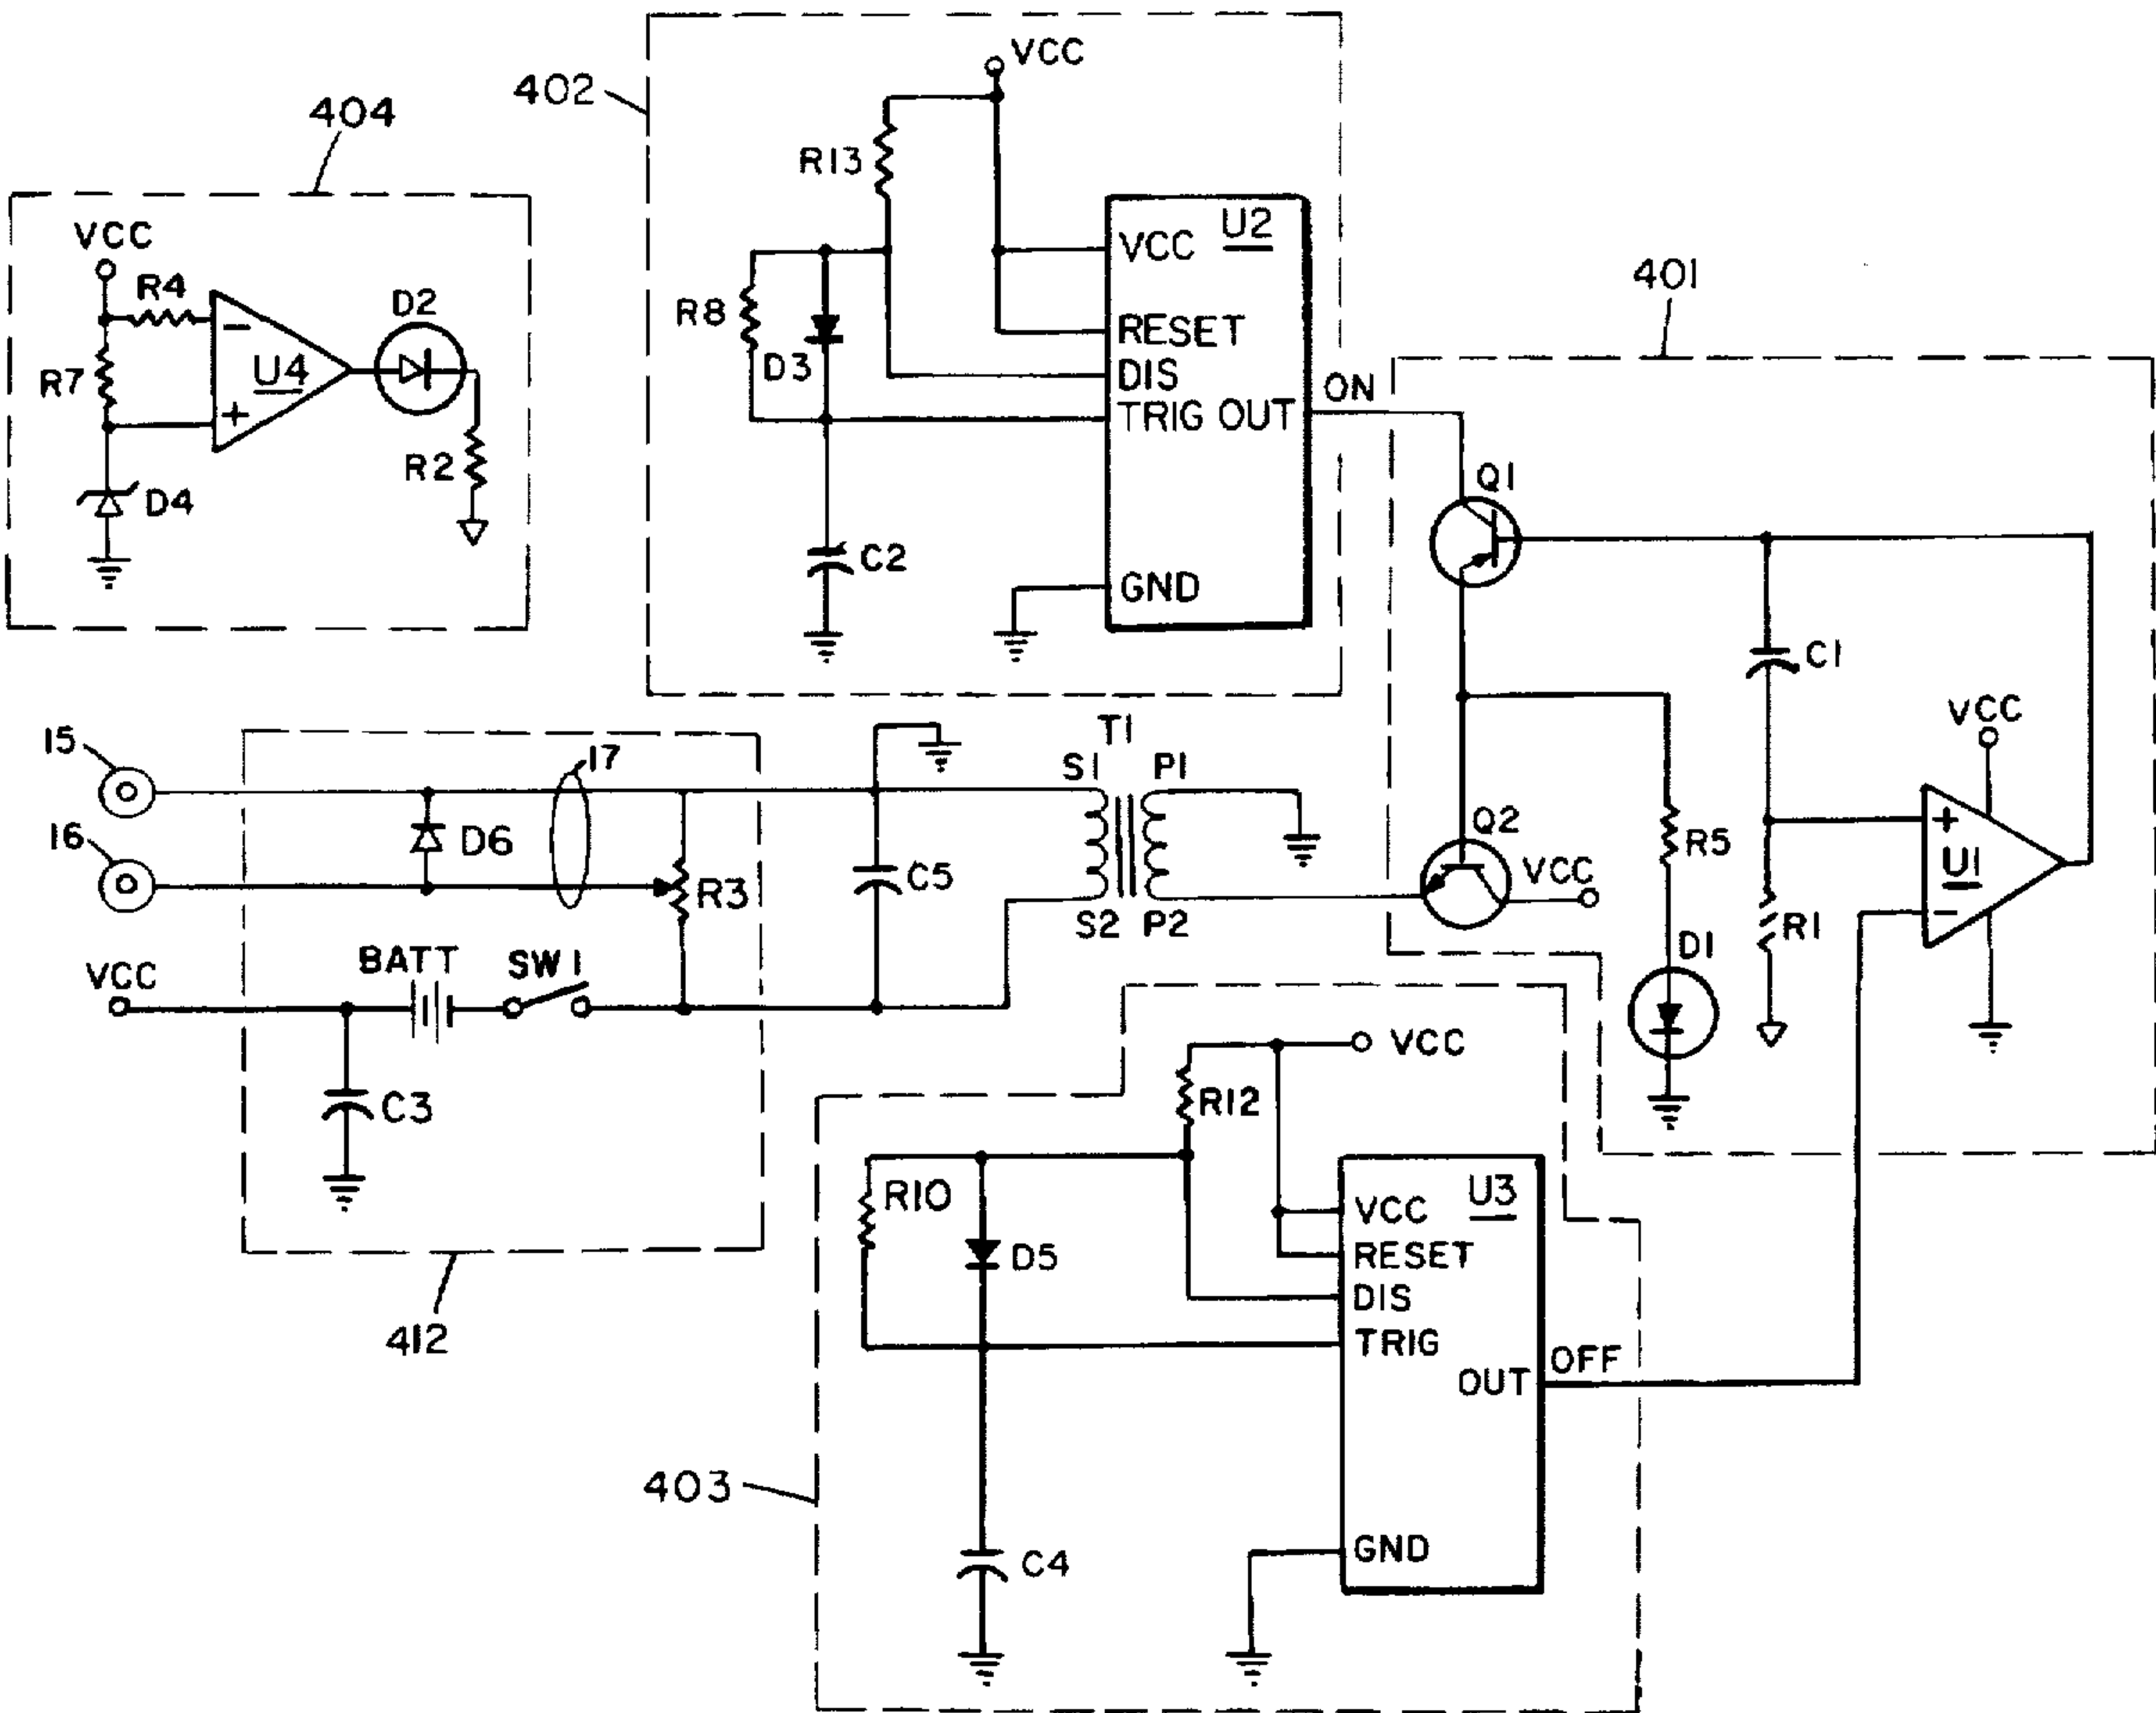 404
VCC
R4
D2
U4
−
+
R7
R2
D4
402
VCC
R13
U2
VCC
R8
RESET
D3
DIS
TRIG OUT
ON
C2
GND
401
Q1
C1
VCC
Q2
R5
VCC
+
U1
−
R1
D1
15
16
17
D6
R3
C5
T1
S1 P1
S2 P2
VCC
BATT
SW1
C3
412
403
VCC
R12
R10
U3
VCC
D5
RESET
DIS
TRIG
OUT
OFF
C4
GND